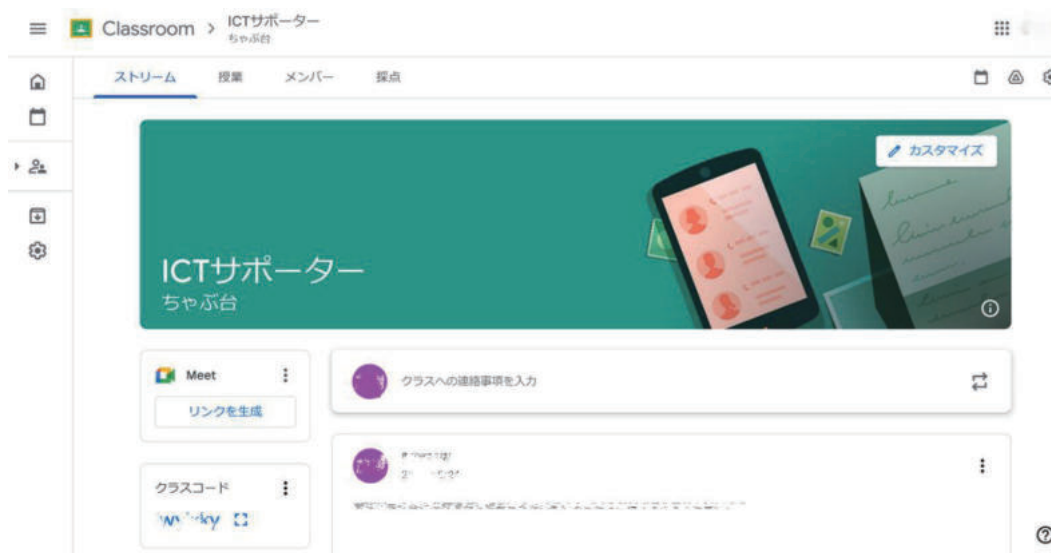 Classroom
ICTサポーター
ちゃぶ台
ストリーム
授業
メンバー
採点
カスタマイズ
ICTサポーター
ちゃぶ台
Meet
リンクを生成
クラスへの連絡事項を入力
クラスコード